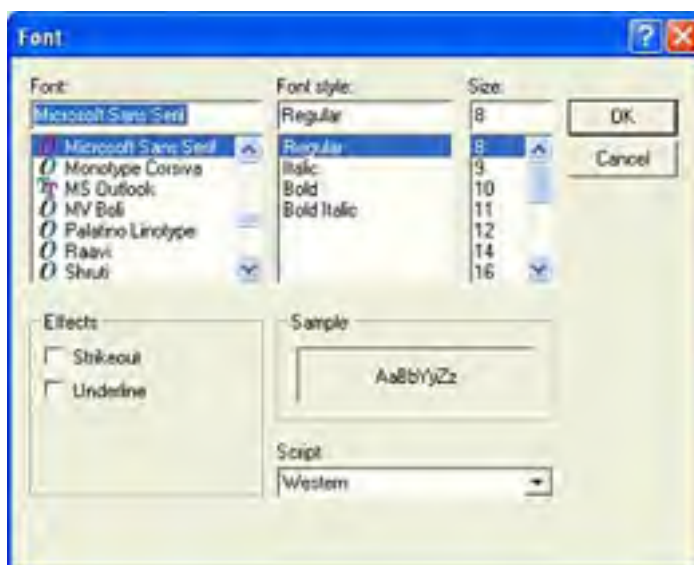 Font
Font:
Font style:
Size:
Microsoft Sans Serif
Regular
8
OK
Cancel
Microsoft Sans Serif
Monotype Corsiva
MS Outlook
MV Boli
Palatino Linotype
Raavi
Shruti
Regular
Italic
Bold
Bold Italic
8
9
10
11
12
14
16
Effects
Strikeout
Underline
Sample
AaBbYyZz
Script:
Western